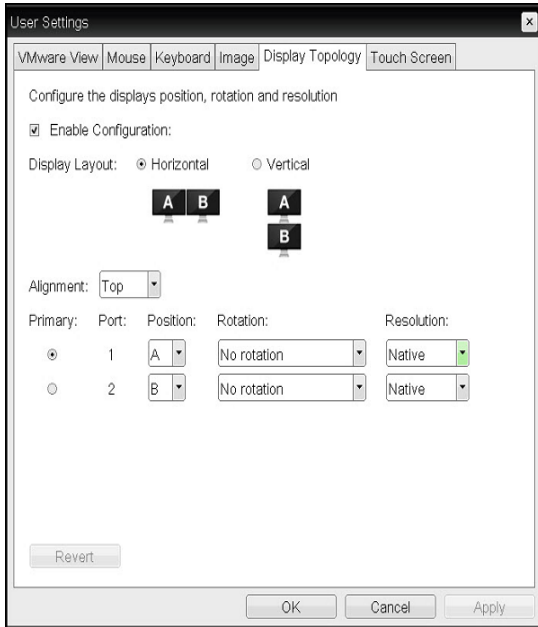 User Settings
VMware View Mouse Keyboard Image Display Topology Touch Screen
Configure the displays position, rotation and resolution
Enable Configuration:
Display Layout: Horizontal Vertical
A B A
B
Alignment: Top
Primary: Port: Position: Rotation: Resolution:
1 A No rotation Native
2 B No rotation Native
Revert
OK Cancel Apply